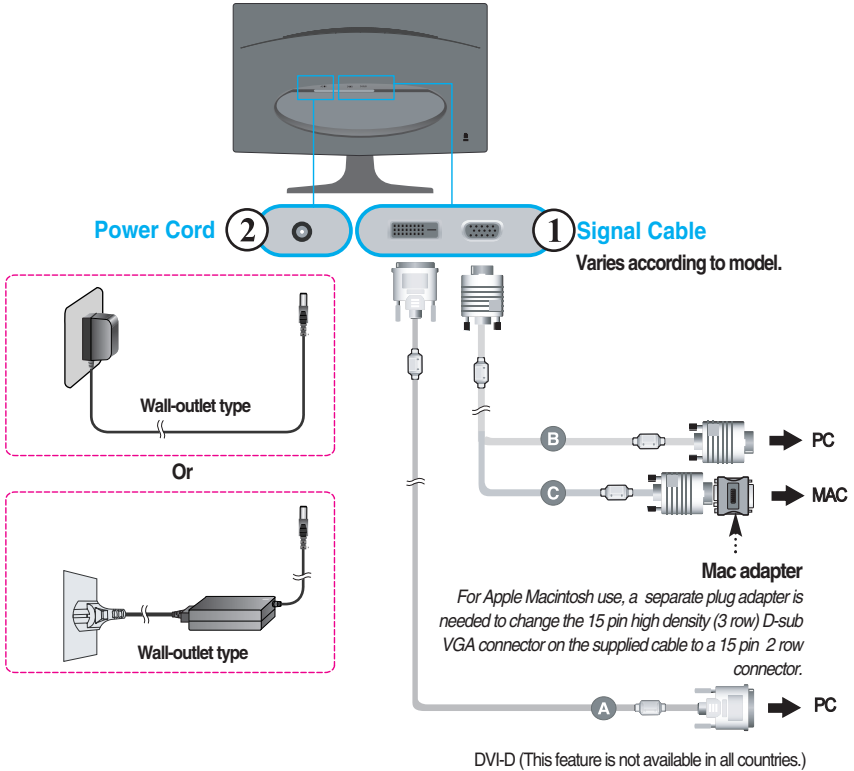 Power Cord 2
1 Signal Cable
Varies according to model.
Wall-outlet type
Or
Wall-outlet type
B
PC
C
MAC
Mac adapter
For Apple Macintosh use, a separate plug adapter is
needed to change the 15 pin high density (3 row) D-sub
VGA connector on the supplied cable to a 15 pin 2 row
connector.
A
PC
DVI-D (This feature is not available in all countries.)